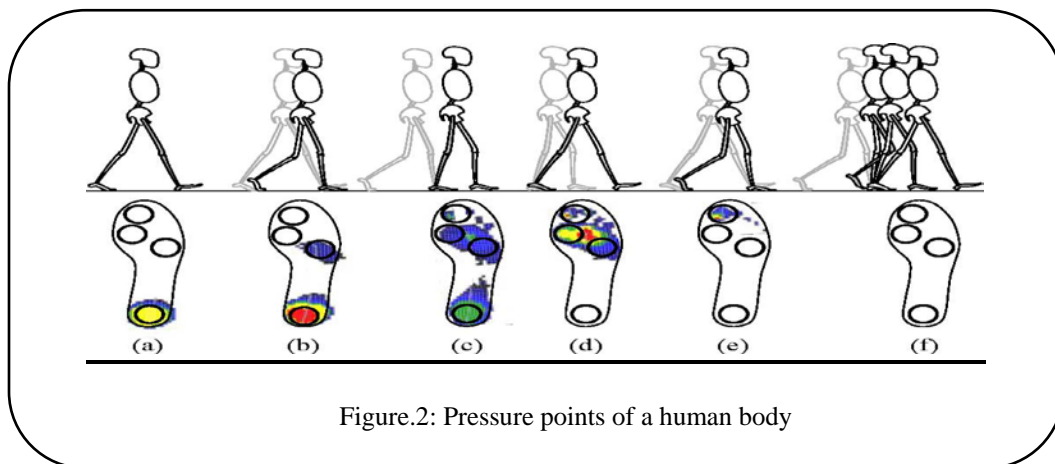 (a) (b) (c) (d) (e) (f)
Figure.2: Pressure points of a human body